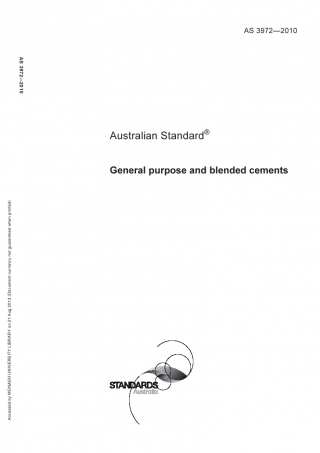 AS 3972—2010
AS 3972—2010
Australian Standard®
General purpose and blended cements
Accessed by MONASH UNIVERSITY LIBRARY on 21 Aug 2010 (Document currency not guaranteed when printed)
STANDARDS
Australia